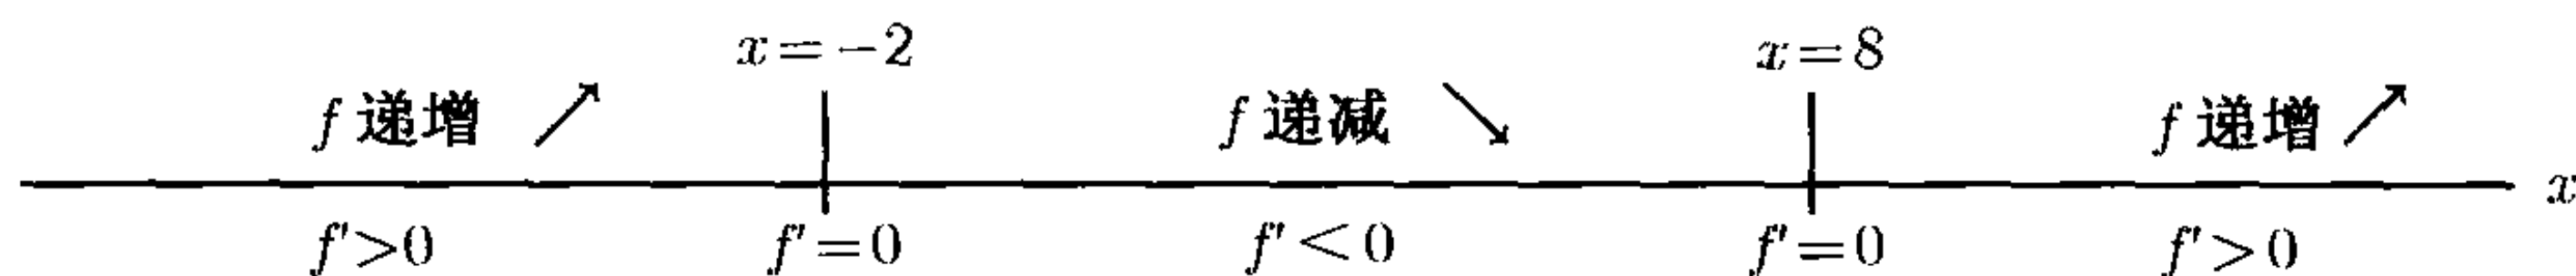 x=-2 x=8
f 递增 ↗ f 递减 ↘ f 递增 ↗
x
f'>0 f'=0 f'<0 f'=0 f'>0